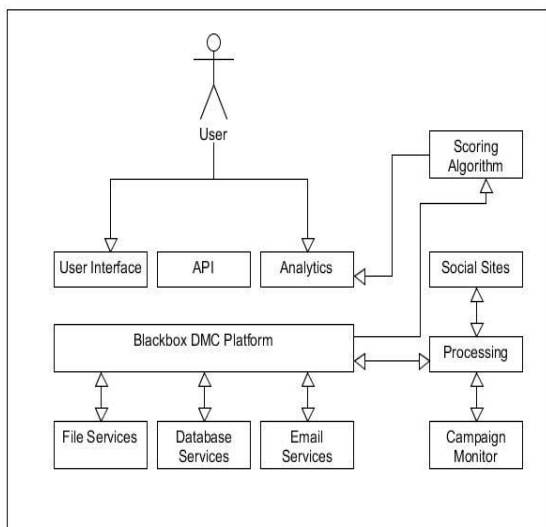 User
Scoring
Algorithm
User Interface
API
Analytics
Social Sites
Blackbox DMC Platform
Processing
File Services
Database
Services
Email
Services
Campaign
Monitor